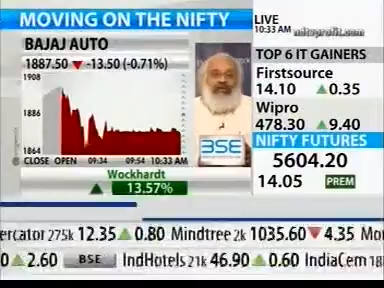 MOVING ON THE NIFTY
LIVE
10:33 AM
ndtvprofit.com
BAJAJ AUTO
1887.50 ▼ -13.50 (-0.71%)
1908
1886
1864
CLOSE OPEN 09:34 09:54 10:33 AM
BSE
Wockhardt
▲ 13.57%
TOP 6 IT GAINERS
Firstsource
14.10 ▲ 0.35
Wipro
478.30 ▲ 9.40
NIFTY FUTURES
5604.20
14.05 PREM
ercator 275k 12.35 ▲ 0.80 Mindtree 2k 1035.60 ▼ 4.35 Mon
0 ▲ 2.60 BSE IndHotels 21k 46.90 ▲ 0.60 IndiaCem 18